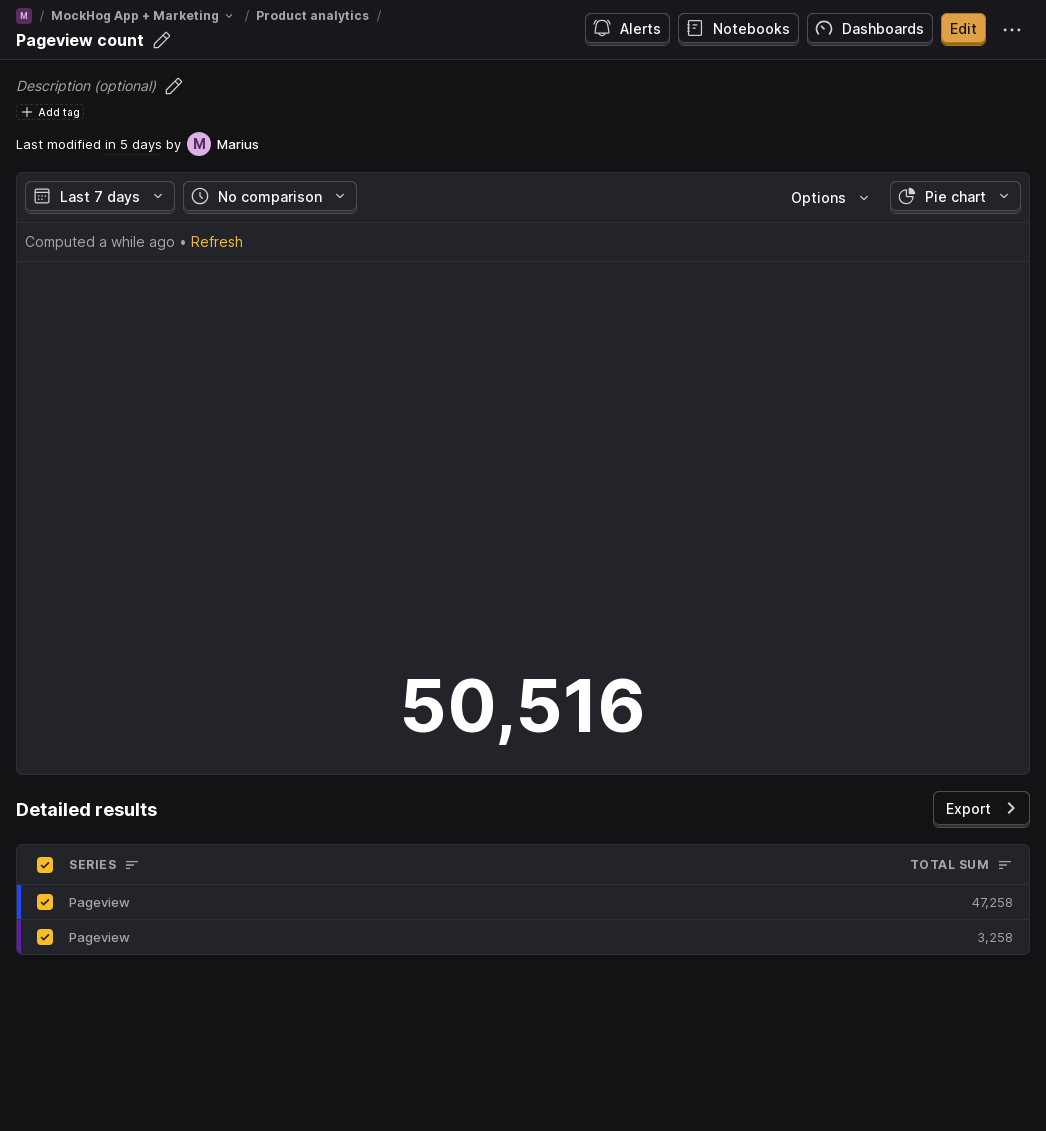 M / MockHog App + Marketing / Product analytics /
Pageview count
Alerts
Notebooks
Dashboards
Edit
Description (optional)
Add tag
Last modified in 5 days by M Marius
Last 7 days
No comparison
Options
Pie chart
Computed a while ago • Refresh
50,516
Detailed results
Export
SERIES TOTAL SUM
Pageview 47,258
Pageview 3,258